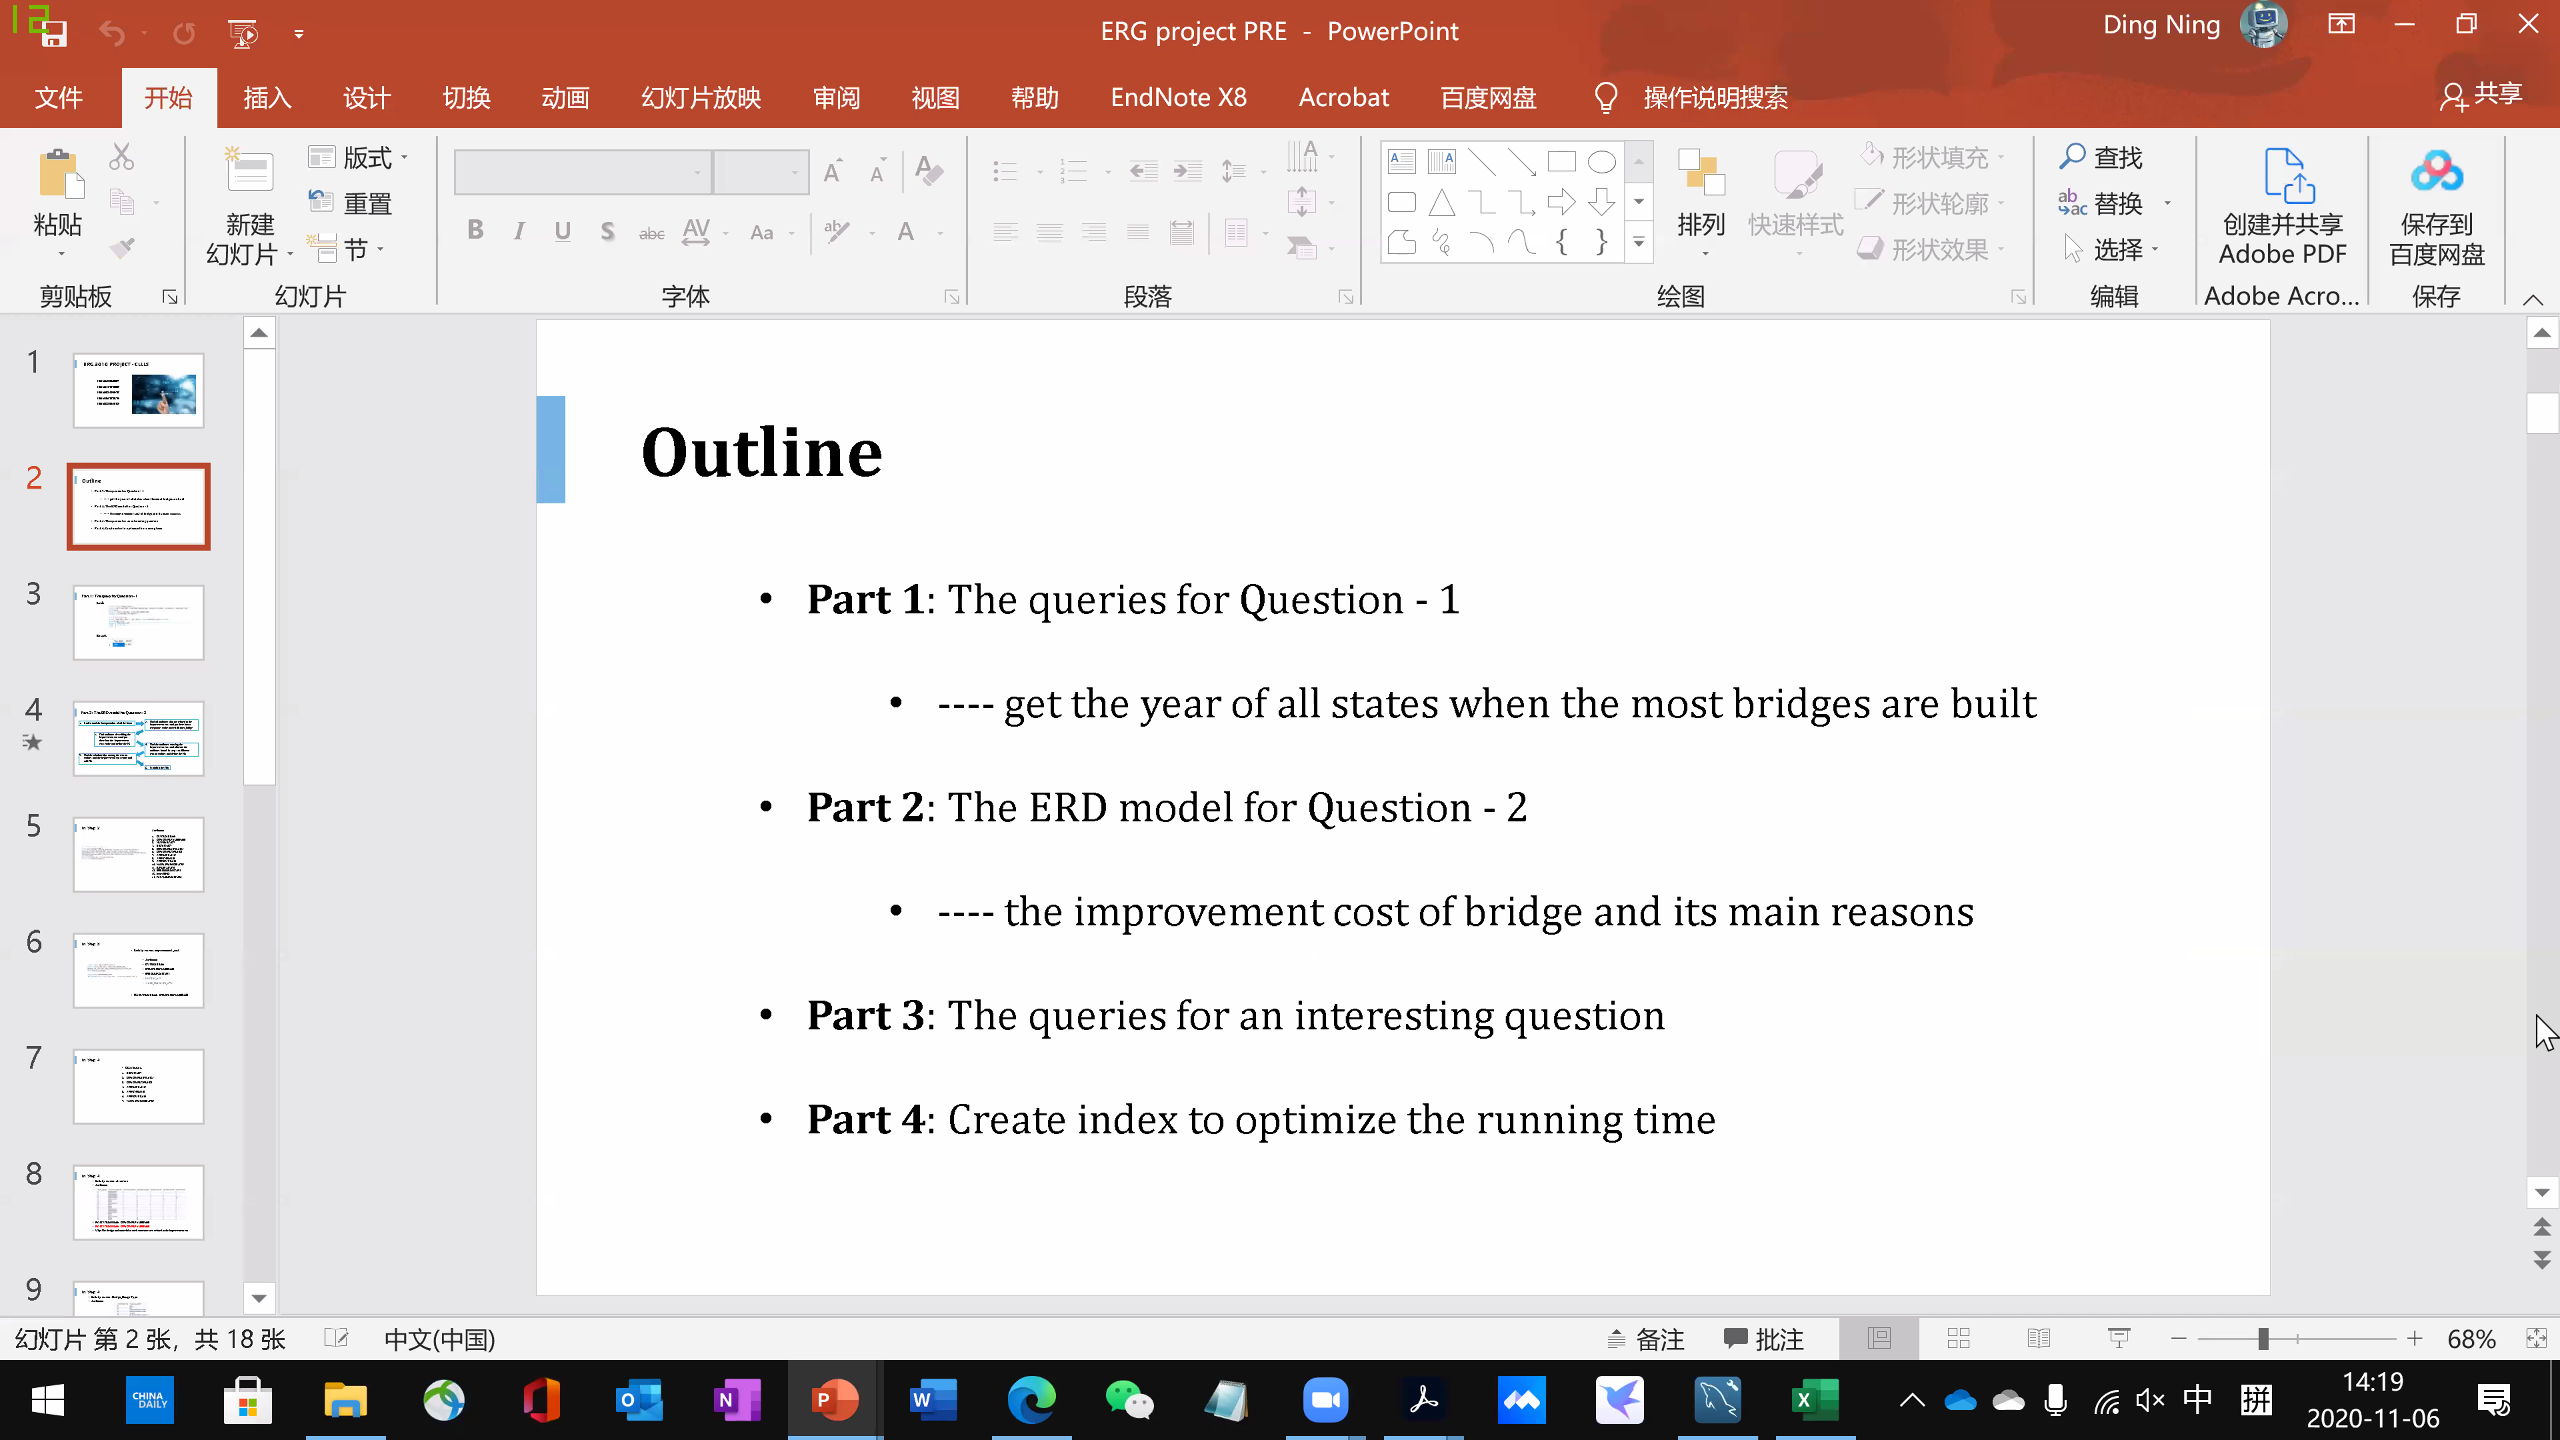 12
ERG project PRE - PowerPoint
Ding Ning
文件 开始 插入 设计 切换 动画 幻灯片放映 审阅 视图 帮助 EndNote X8 Acrobat 百度网盘 操作说明搜索 共享
粘贴
剪贴板
新建
幻灯片
版式
重置
节
幻灯片
B I U S abc AV Aa A
字体
段落
排列
快速样式
形状填充
形状轮廓
形状效果
绘图
查找
替换
选择
编辑
创建并共享
Adobe PDF
Adobe Acro...
保存到
百度网盘
保存
1
2
3
4
5
6
7
8
9
Outline
• Part 1: The queries for Question - 1
• ---- get the year of all states when the most bridges are built
• Part 2: The ERD model for Question - 2
• ---- the improvement cost of bridge and its main reasons
• Part 3: The queries for an interesting question
• Part 4: Create index to optimize the running time
幻灯片 第 2 张，共 18 张 中文(中国) 备注 批注 68%
CHINA DAILY
中 拼
14:19
2020-11-06